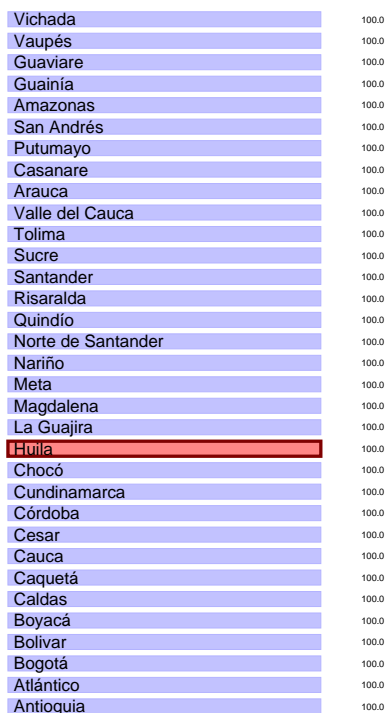 Vichada 100.0
Vaupés 100.0
Guaviare 100.0
Guainía 100.0
Amazonas 100.0
San Andrés 100.0
Putumayo 100.0
Casanare 100.0
Arauca 100.0
Valle del Cauca 100.0
Tolima 100.0
Sucre 100.0
Santander 100.0
Risaralda 100.0
Quindío 100.0
Norte de Santander 100.0
Nariño 100.0
Meta 100.0
Magdalena 100.0
La Guajira 100.0
Huila 100.0
Chocó 100.0
Cundinamarca 100.0
Córdoba 100.0
Cesar 100.0
Cauca 100.0
Caquetá 100.0
Caldas 100.0
Boyacá 100.0
Bolivar 100.0
Bogotá 100.0
Atlántico 100.0
Antioquia 100.0